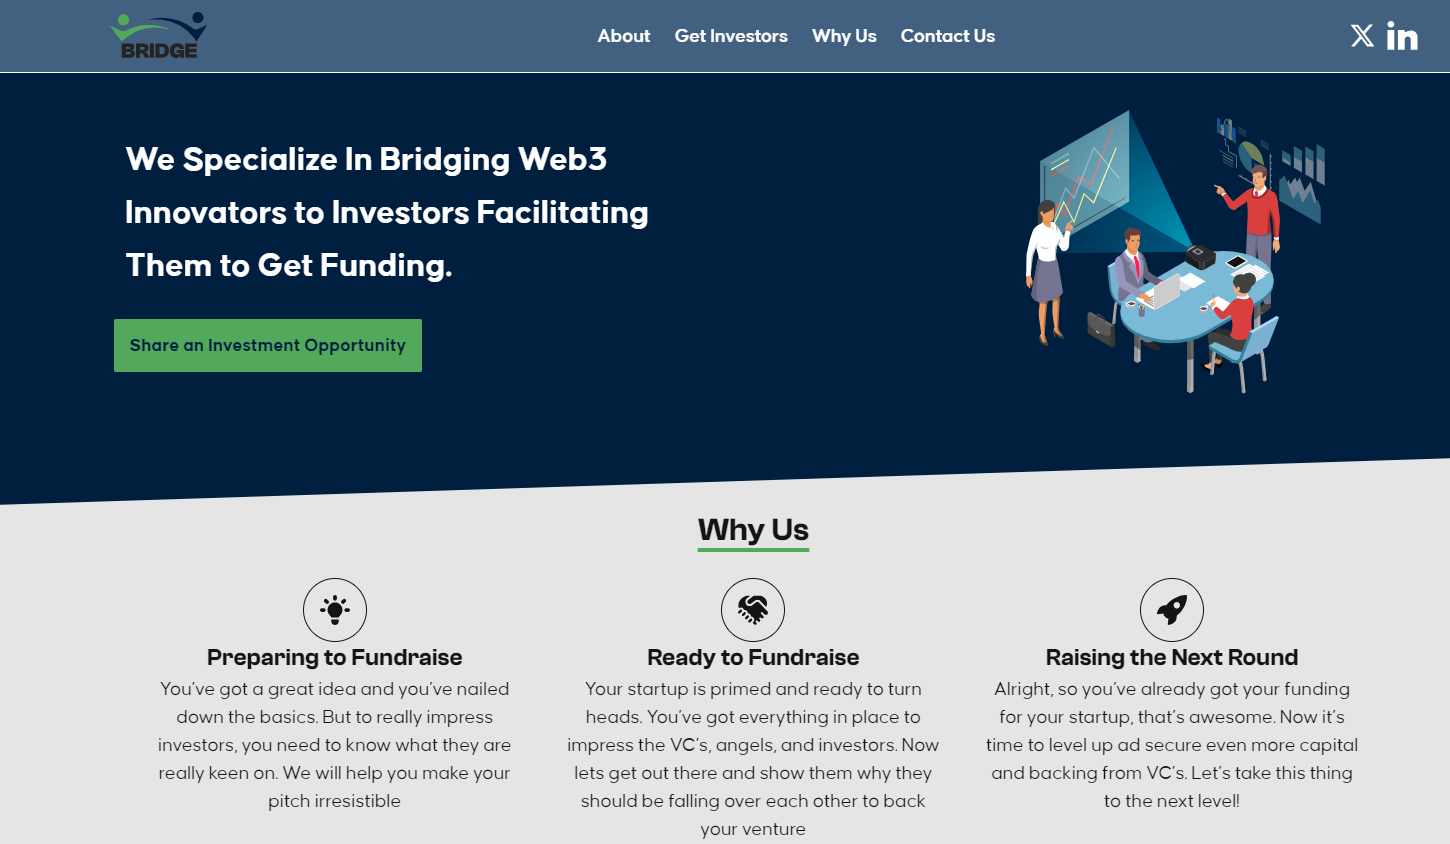 BRIDGE
About Get Investors Why Us Contact Us
X in
We Specialize In Bridging Web3
Innovators to Investors Facilitating
Them to Get Funding.
Share an Investment Opportunity
Why Us
Preparing to Fundraise
You've got a great idea and you've nailed
down the basics. But to really impress
investors, you need to know what they are
really keen on. We will help you make your
pitch irresistible
Ready to Fundraise
Your startup is primed and ready to turn
heads. You've got everything in place to
impress the VC's, angels, and investors. Now
lets get out there and show them why they
should be falling over each other to back
your venture
Raising the Next Round
Alright, so you've already got your funding
for your startup, that's awesome. Now it's
time to level up ad secure even more capital
and backing from VC's. Let's take this thing
to the next level!